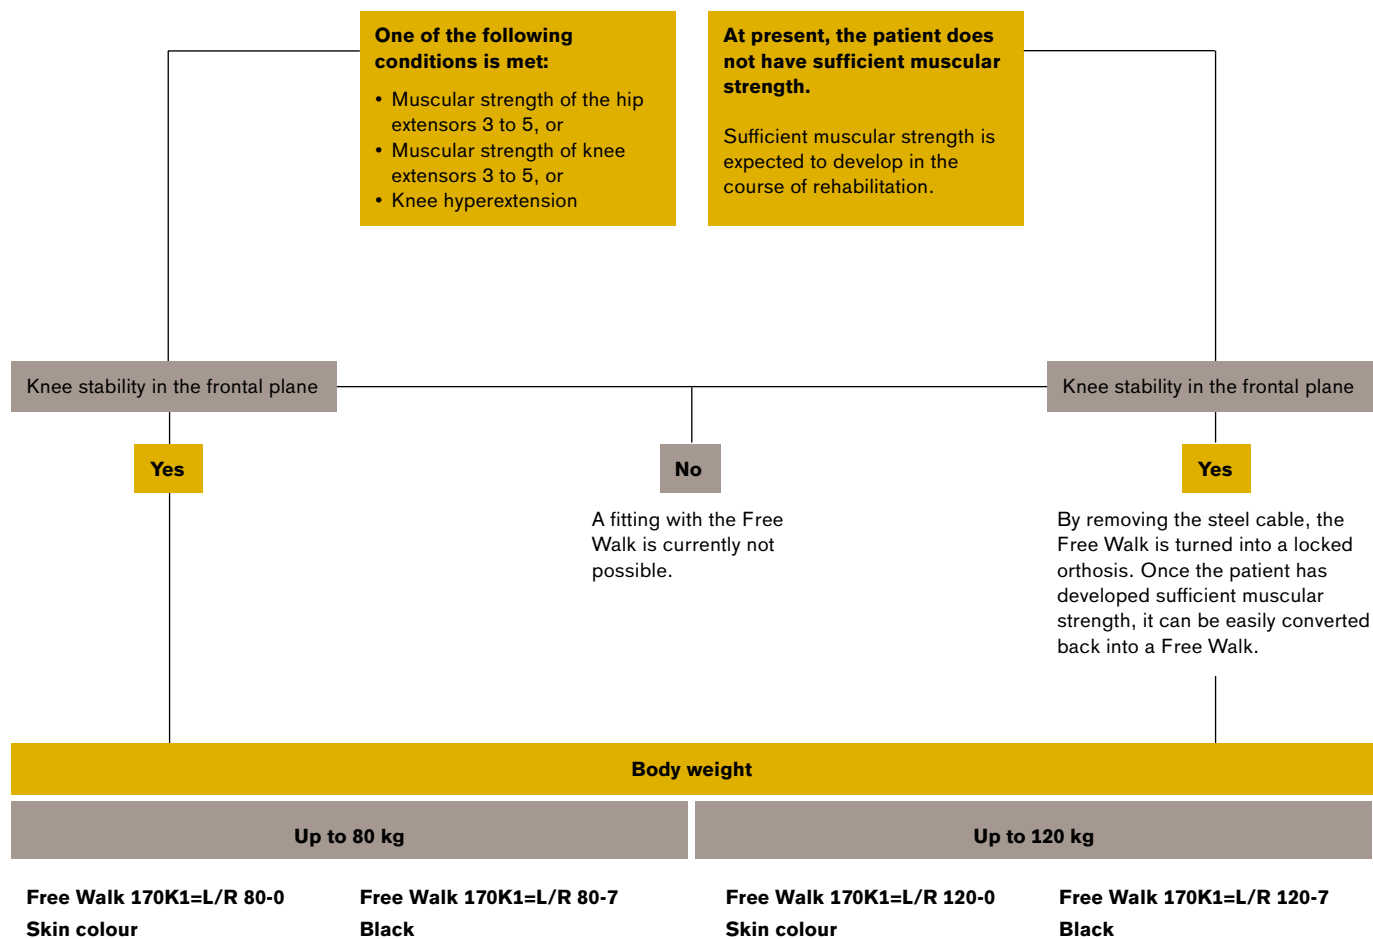 One of the following
conditions is met:
• Muscular strength of the hip
extensors 3 to 5, or
• Muscular strength of knee
extensors 3 to 5, or
• Knee hyperextension
At present, the patient does
not have sufficient muscular
strength.
Sufficient muscular strength is
expected to develop in the
course of rehabilitation.
Knee stability in the frontal plane
Knee stability in the frontal plane
Yes
No
Yes
A fitting with the Free
Walk is currently not
possible.
By removing the steel cable, the
Free Walk is turned into a locked
orthosis. Once the patient has
developed sufficient muscular
strength, it can be easily converted
back into a Free Walk.
Body weight
Up to 80 kg
Up to 120 kg
Free Walk 170K1=L/R 80-0
Skin colour
Free Walk 170K1=L/R 80-7
Black
Free Walk 170K1=L/R 120-0
Skin colour
Free Walk 170K1=L/R 120-7
Black